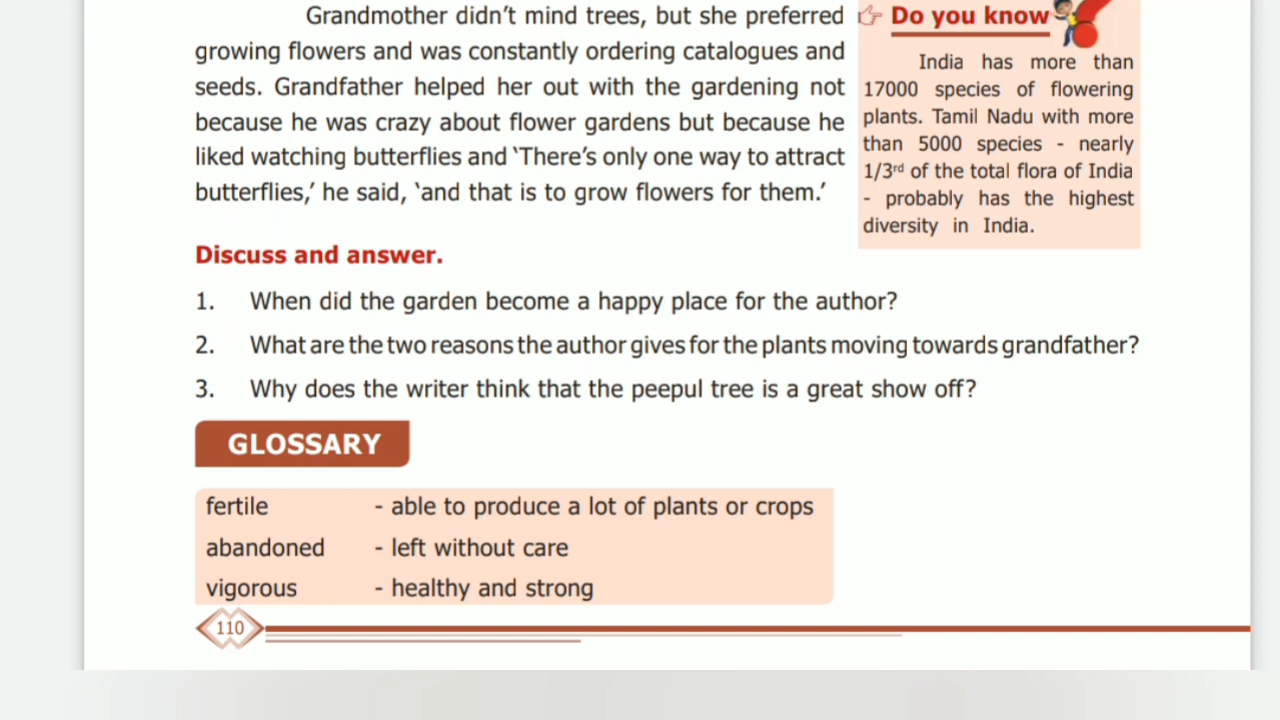 Grandmother didn't mind trees, but she preferred
growing flowers and was constantly ordering catalogues and
seeds. Grandfather helped her out with the gardening not
because he was crazy about flower gardens but because he
liked watching butterflies and ‘There's only one way to attract
butterflies,’ he said, ‘and that is to grow flowers for them.’
Do you know
India has more than
17000 species of flowering
plants. Tamil Nadu with more
than 5000 species - nearly
1/3rd of the total flora of India
- probably has the highest
diversity in India.
Discuss and answer.
1. When did the garden become a happy place for the author?
2. What are the two reasons the author gives for the plants moving towards grandfather?
3. Why does the writer think that the peepul tree is a great show off?
GLOSSARY
fertile - able to produce a lot of plants or crops
abandoned - left without care
vigorous - healthy and strong
110